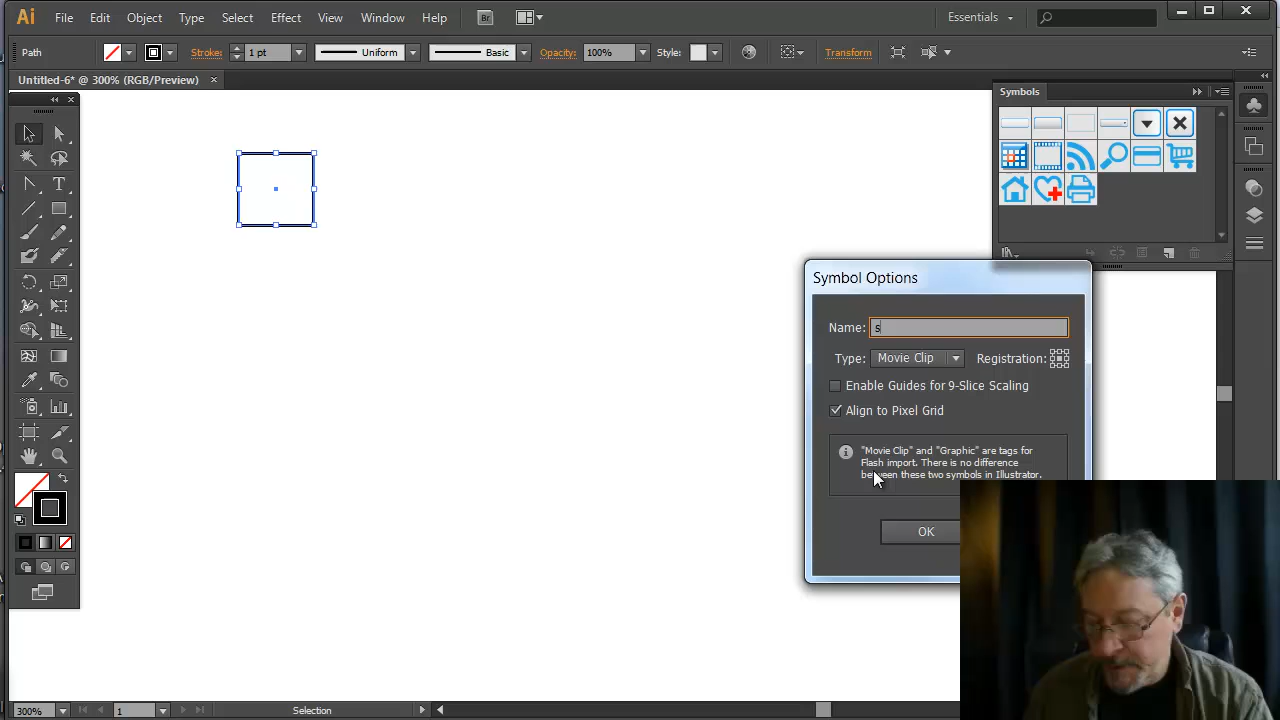 Ai File Edit Object Type Select Effect View Window Help Br Essentials
Path Stroke: 1 pt Uniform Basic Opacity: 100% Style: Transform
Untitled-6* @ 300% (RGB/Preview) ×
Symbols
Symbol Options
Name: s
Type: Movie Clip Registration:
Enable Guides for 9-Slice Scaling
Align to Pixel Grid
"Movie Clip" and "Graphic" are tags for
Flash import. There is no difference
between these two symbols in Illustrator.
OK
300% 1 Selection